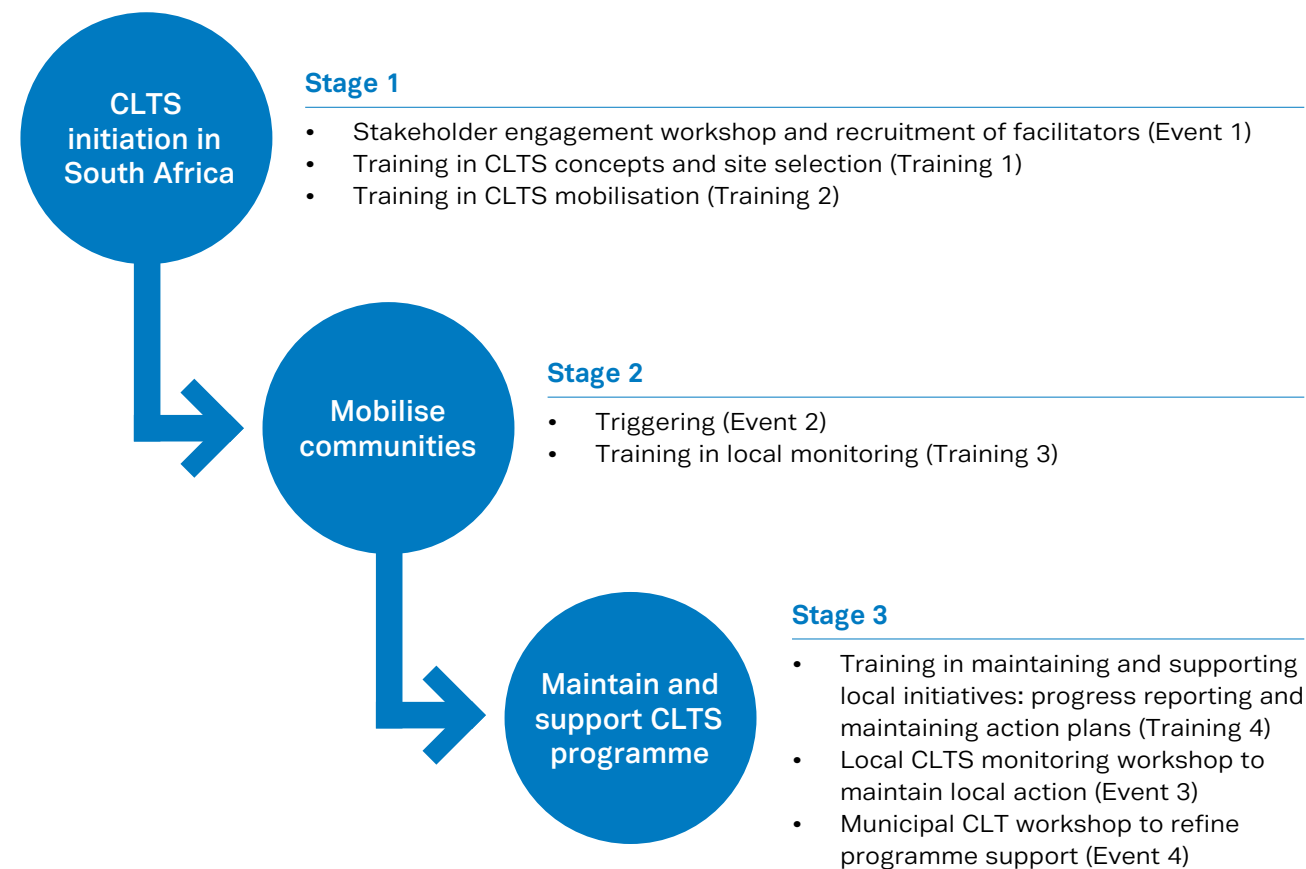 CLTS
initiation in
South Africa
Stage 1
• Stakeholder engagement workshop and recruitment of facilitators (Event 1)
• Training in CLTS concepts and site selection (Training 1)
• Training in CLTS mobilisation (Training 2)
Mobilise
communities
Stage 2
• Triggering (Event 2)
• Training in local monitoring (Training 3)
Maintain and
support CLTS
programme
Stage 3
• Training in maintaining and supporting
local initiatives: progress reporting and
maintaining action plans (Training 4)
• Local CLTS monitoring workshop to
maintain local action (Event 3)
• Municipal CLT workshop to refine
programme support (Event 4)